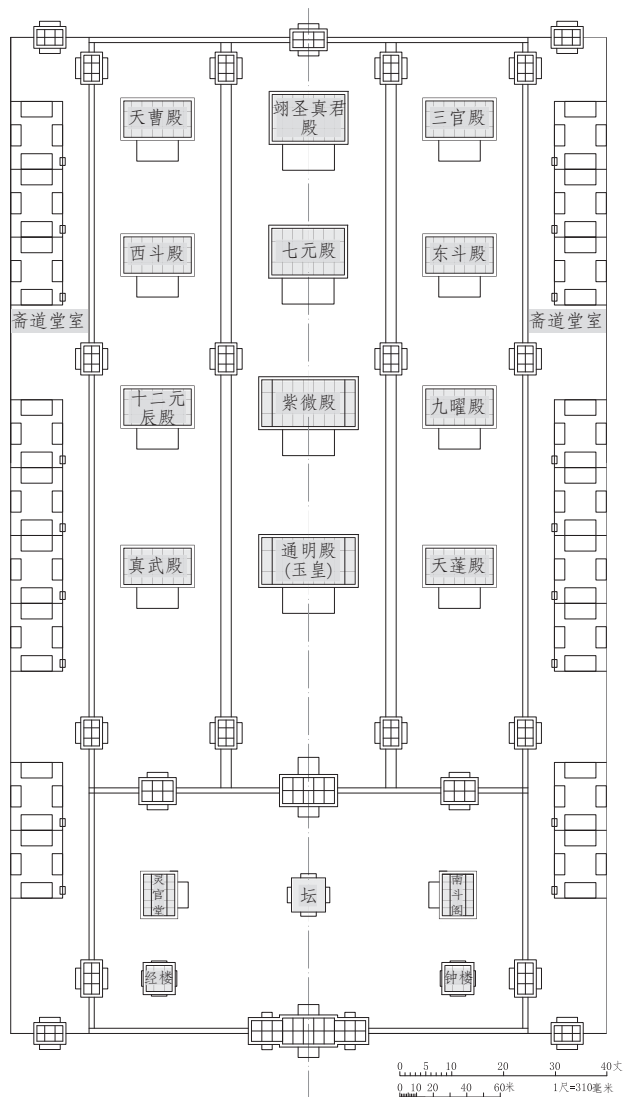 天曹殿
翊圣真君
殿
三官殿
西斗殿
七元殿
东斗殿
斋道堂室
斋道堂室
十二元
辰殿
紫微殿
九曜殿
真武殿
通明殿
(玉皇)
天蓬殿
灵官堂
坛
南斗阁
经楼
钟楼
0 5 10 20 30 40丈
0 10 20 40 60米 1尺=310毫米